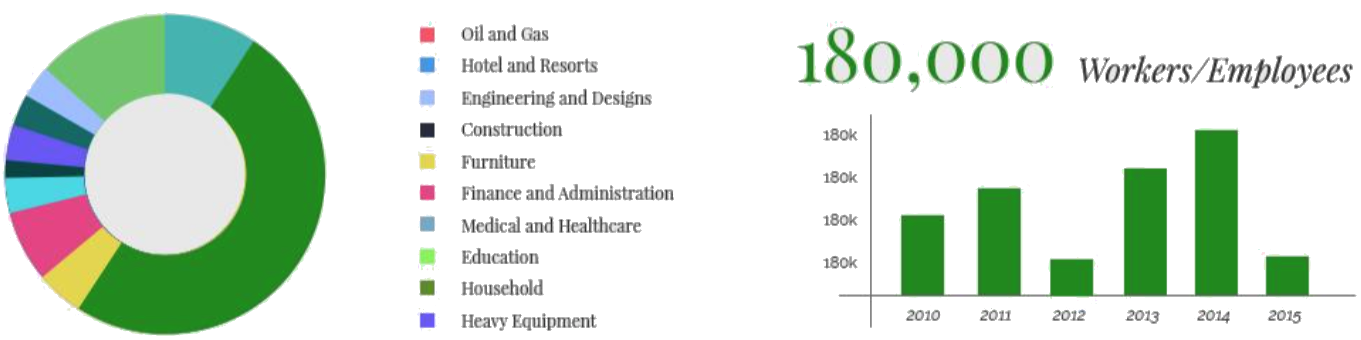 Oil and Gas
Hotel and Resorts
Engineering and Designs
Construction
Furniture
Finance and Administration
Medical and Healthcare
Education
Household
Heavy Equipment
180,000 Workers/Employees
180k
180k
180k
180k
2010 2011 2012 2013 2014 2015